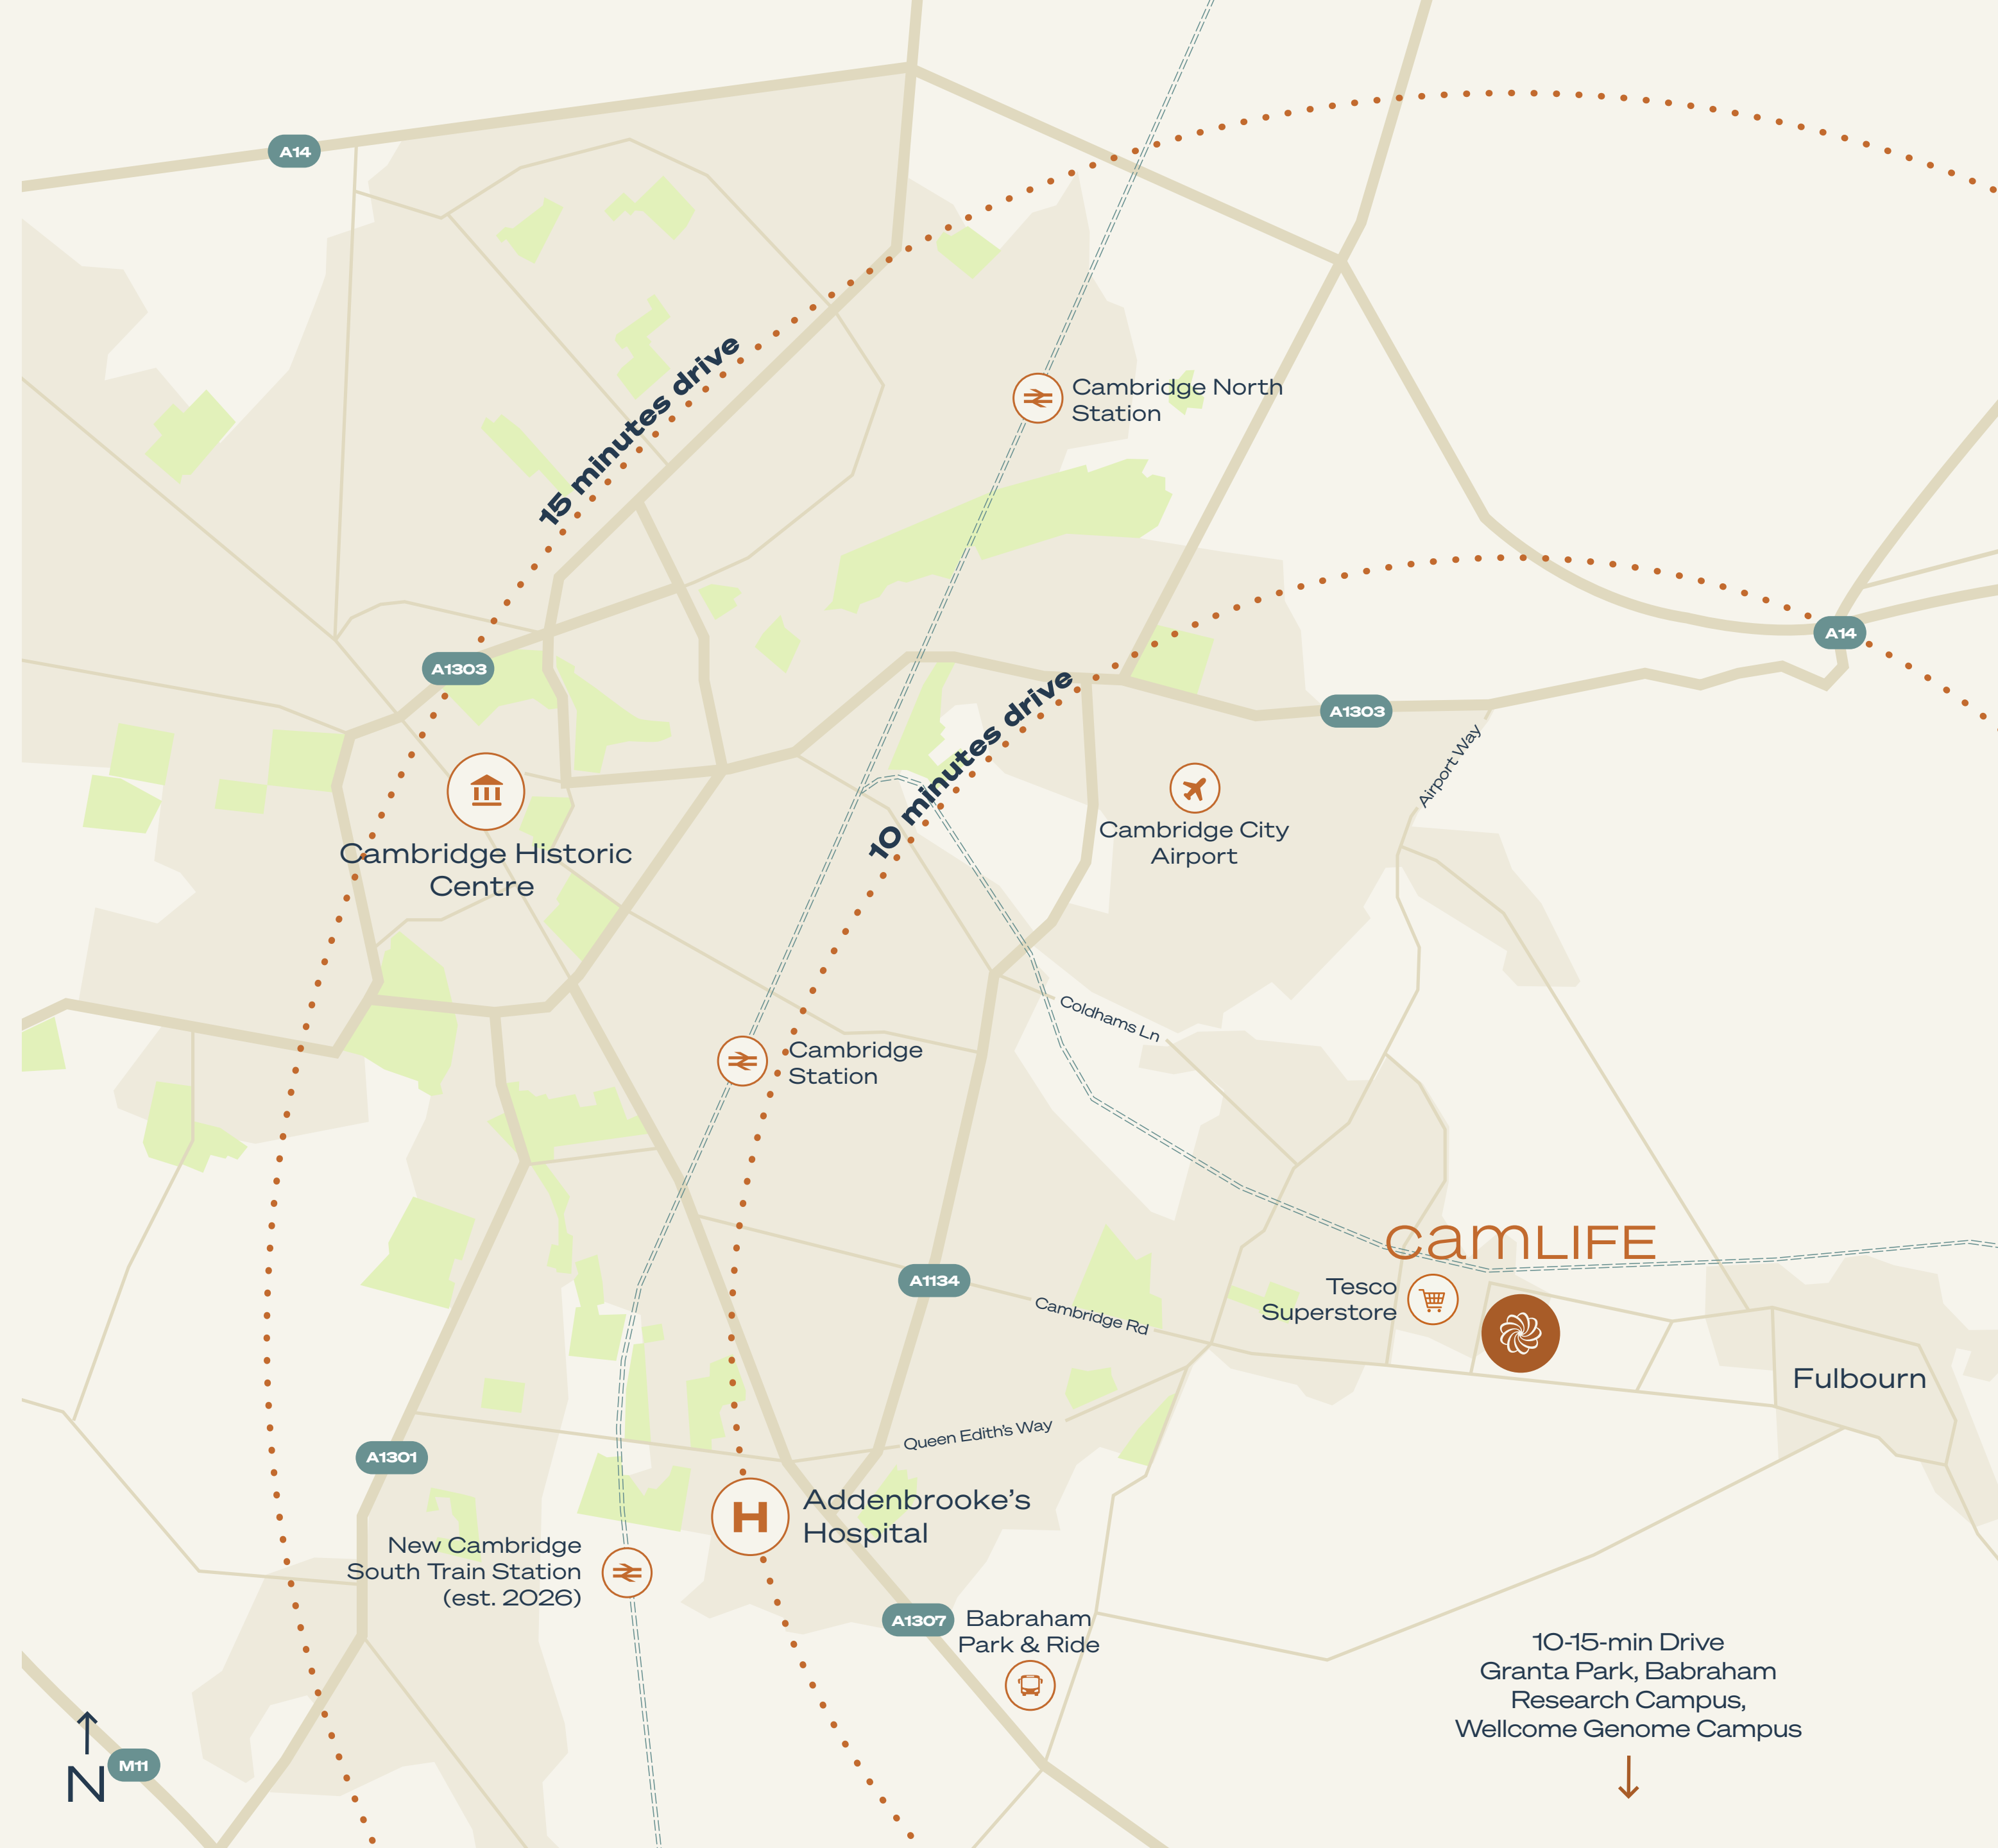 A14
15 minutes drive
Cambridge North
Station
A14
A1303
10 minutes drive
A1303
Airport Way
Cambridge City
Airport
Cambridge Historic
Centre
Coldhams Ln
Cambridge
Station
camLIFE
A1134
Tesco
Superstore
Cambridge Rd
Fulbourn
Queen Edith's Way
A1301
Addenbrooke's
Hospital
H
New Cambridge
South Train Station
(est. 2026)
A1307
Babraham
Park & Ride
10-15-min Drive
Granta Park, Babraham
Research Campus,
Wellcome Genome Campus
M11
N